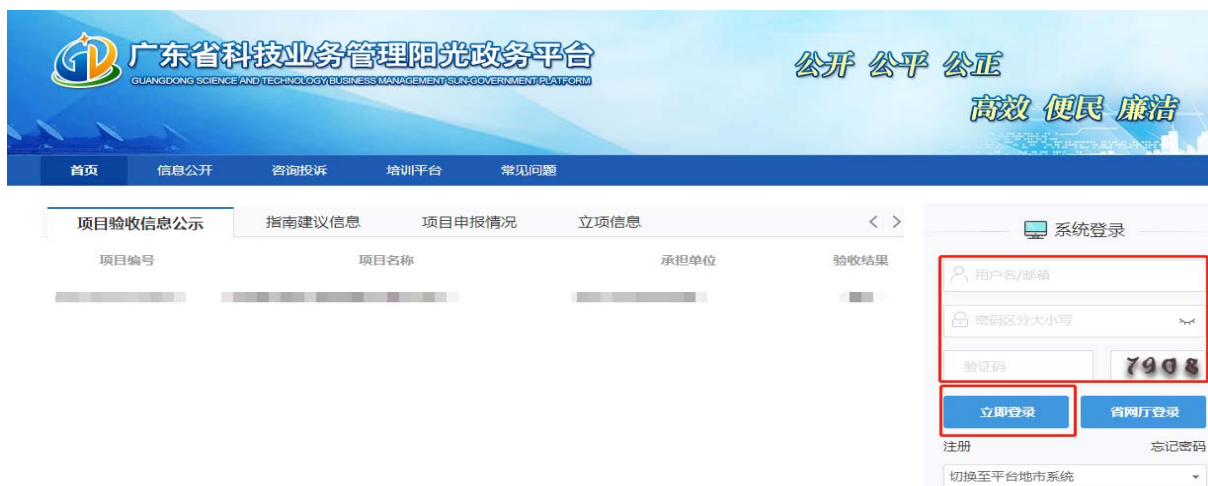 广东省科技业务管理阳光政务平台
GUANGDONG SCIENCE AND TECHNOLOGY BUSINESS MANAGEMENT SUN-GOVERNMENT PLATFORM
公开 公平 公正
高效 便民 廉洁
首页 信息公开 咨询投诉 培训平台 常见问题
项目验收信息公示 指南建议信息 项目申报情况 立项信息 < >
项目编号 项目名称 承担单位 验收结果
系统登录
用户名/邮箱
密码区分大小写
验证码 7908
立即登录 省网厅登录
注册 忘记密码
切换至平台地市系统